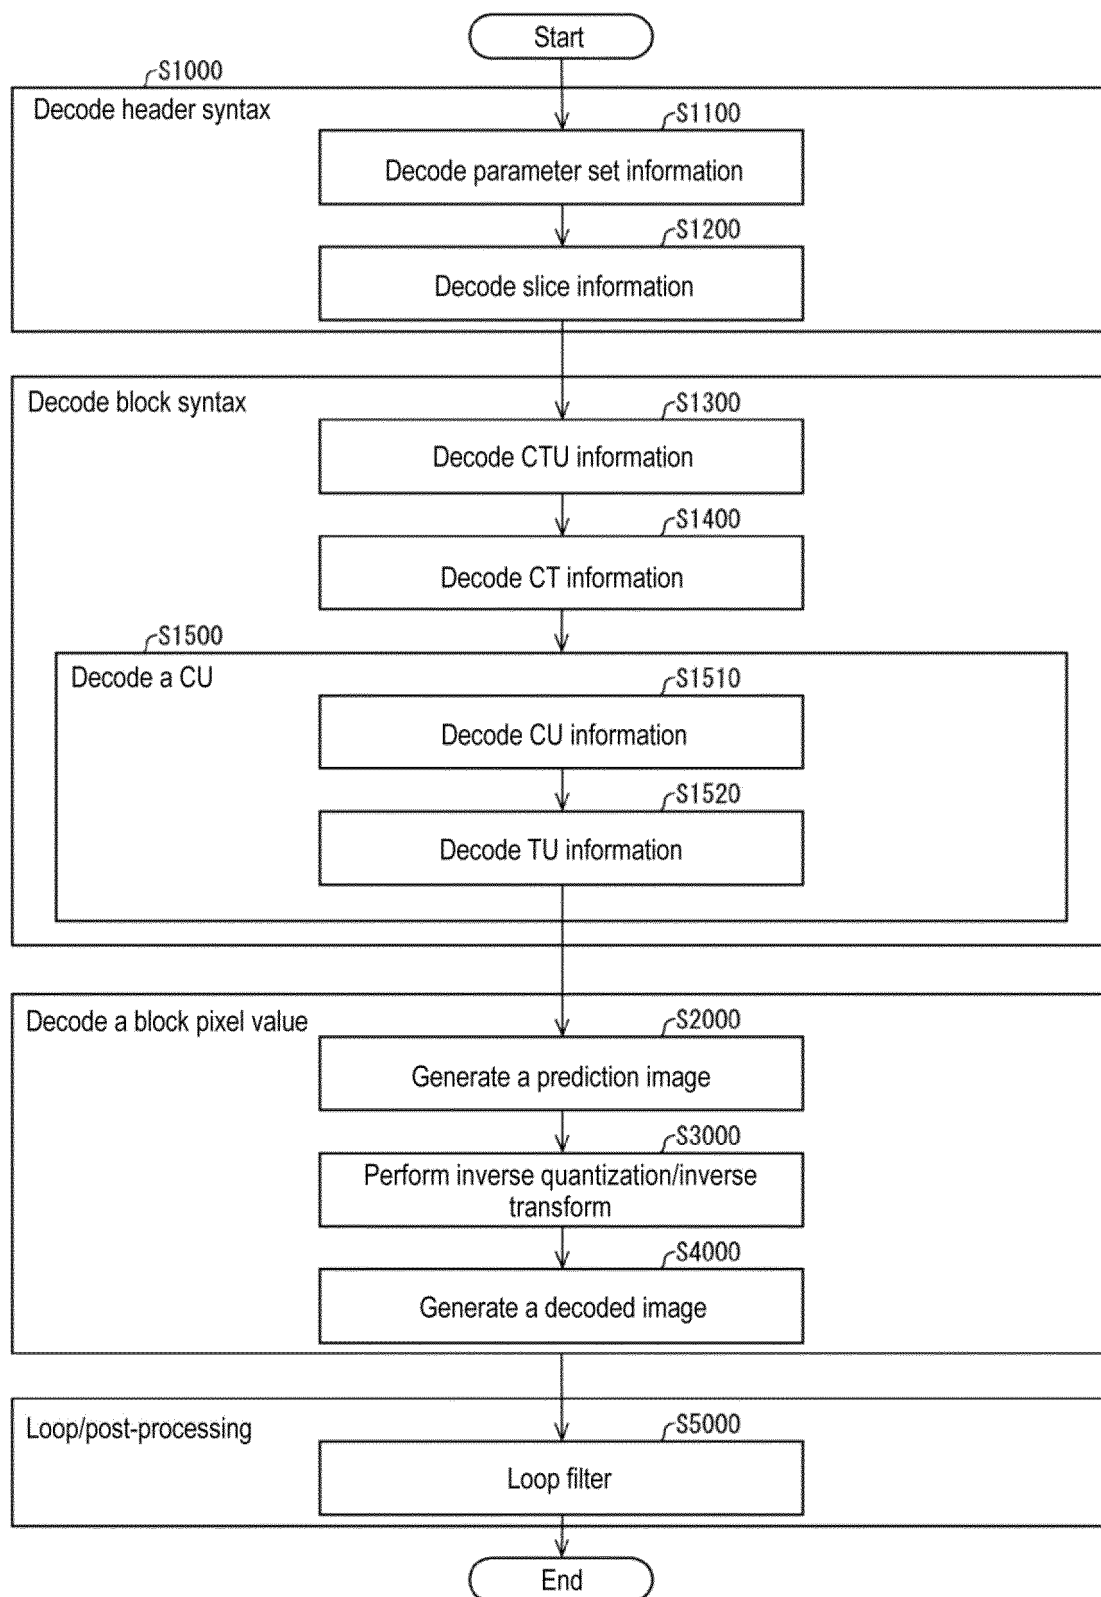 Start
S1000
Decode header syntax
S1100
Decode parameter set information
S1200
Decode slice information
Decode block syntax
S1300
Decode CTU information
S1400
Decode CT information
S1500
Decode a CU
S1510
Decode CU information
S1520
Decode TU information
Decode a block pixel value
S2000
Generate a prediction image
S3000
Perform inverse quantization/inverse
transform
S4000
Generate a decoded image
Loop/post-processing
S5000
Loop filter
End